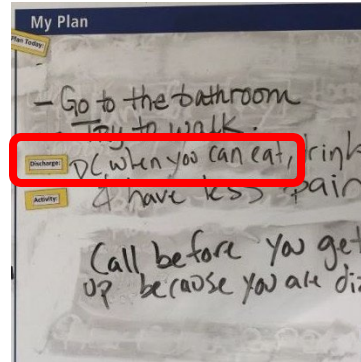 My Plan
Plan Today:
- Go to the bathroom
- Try to walk.
Discharge: DC when you can eat, drink
Activity: & have less pain
Call before you get
up because you are diz